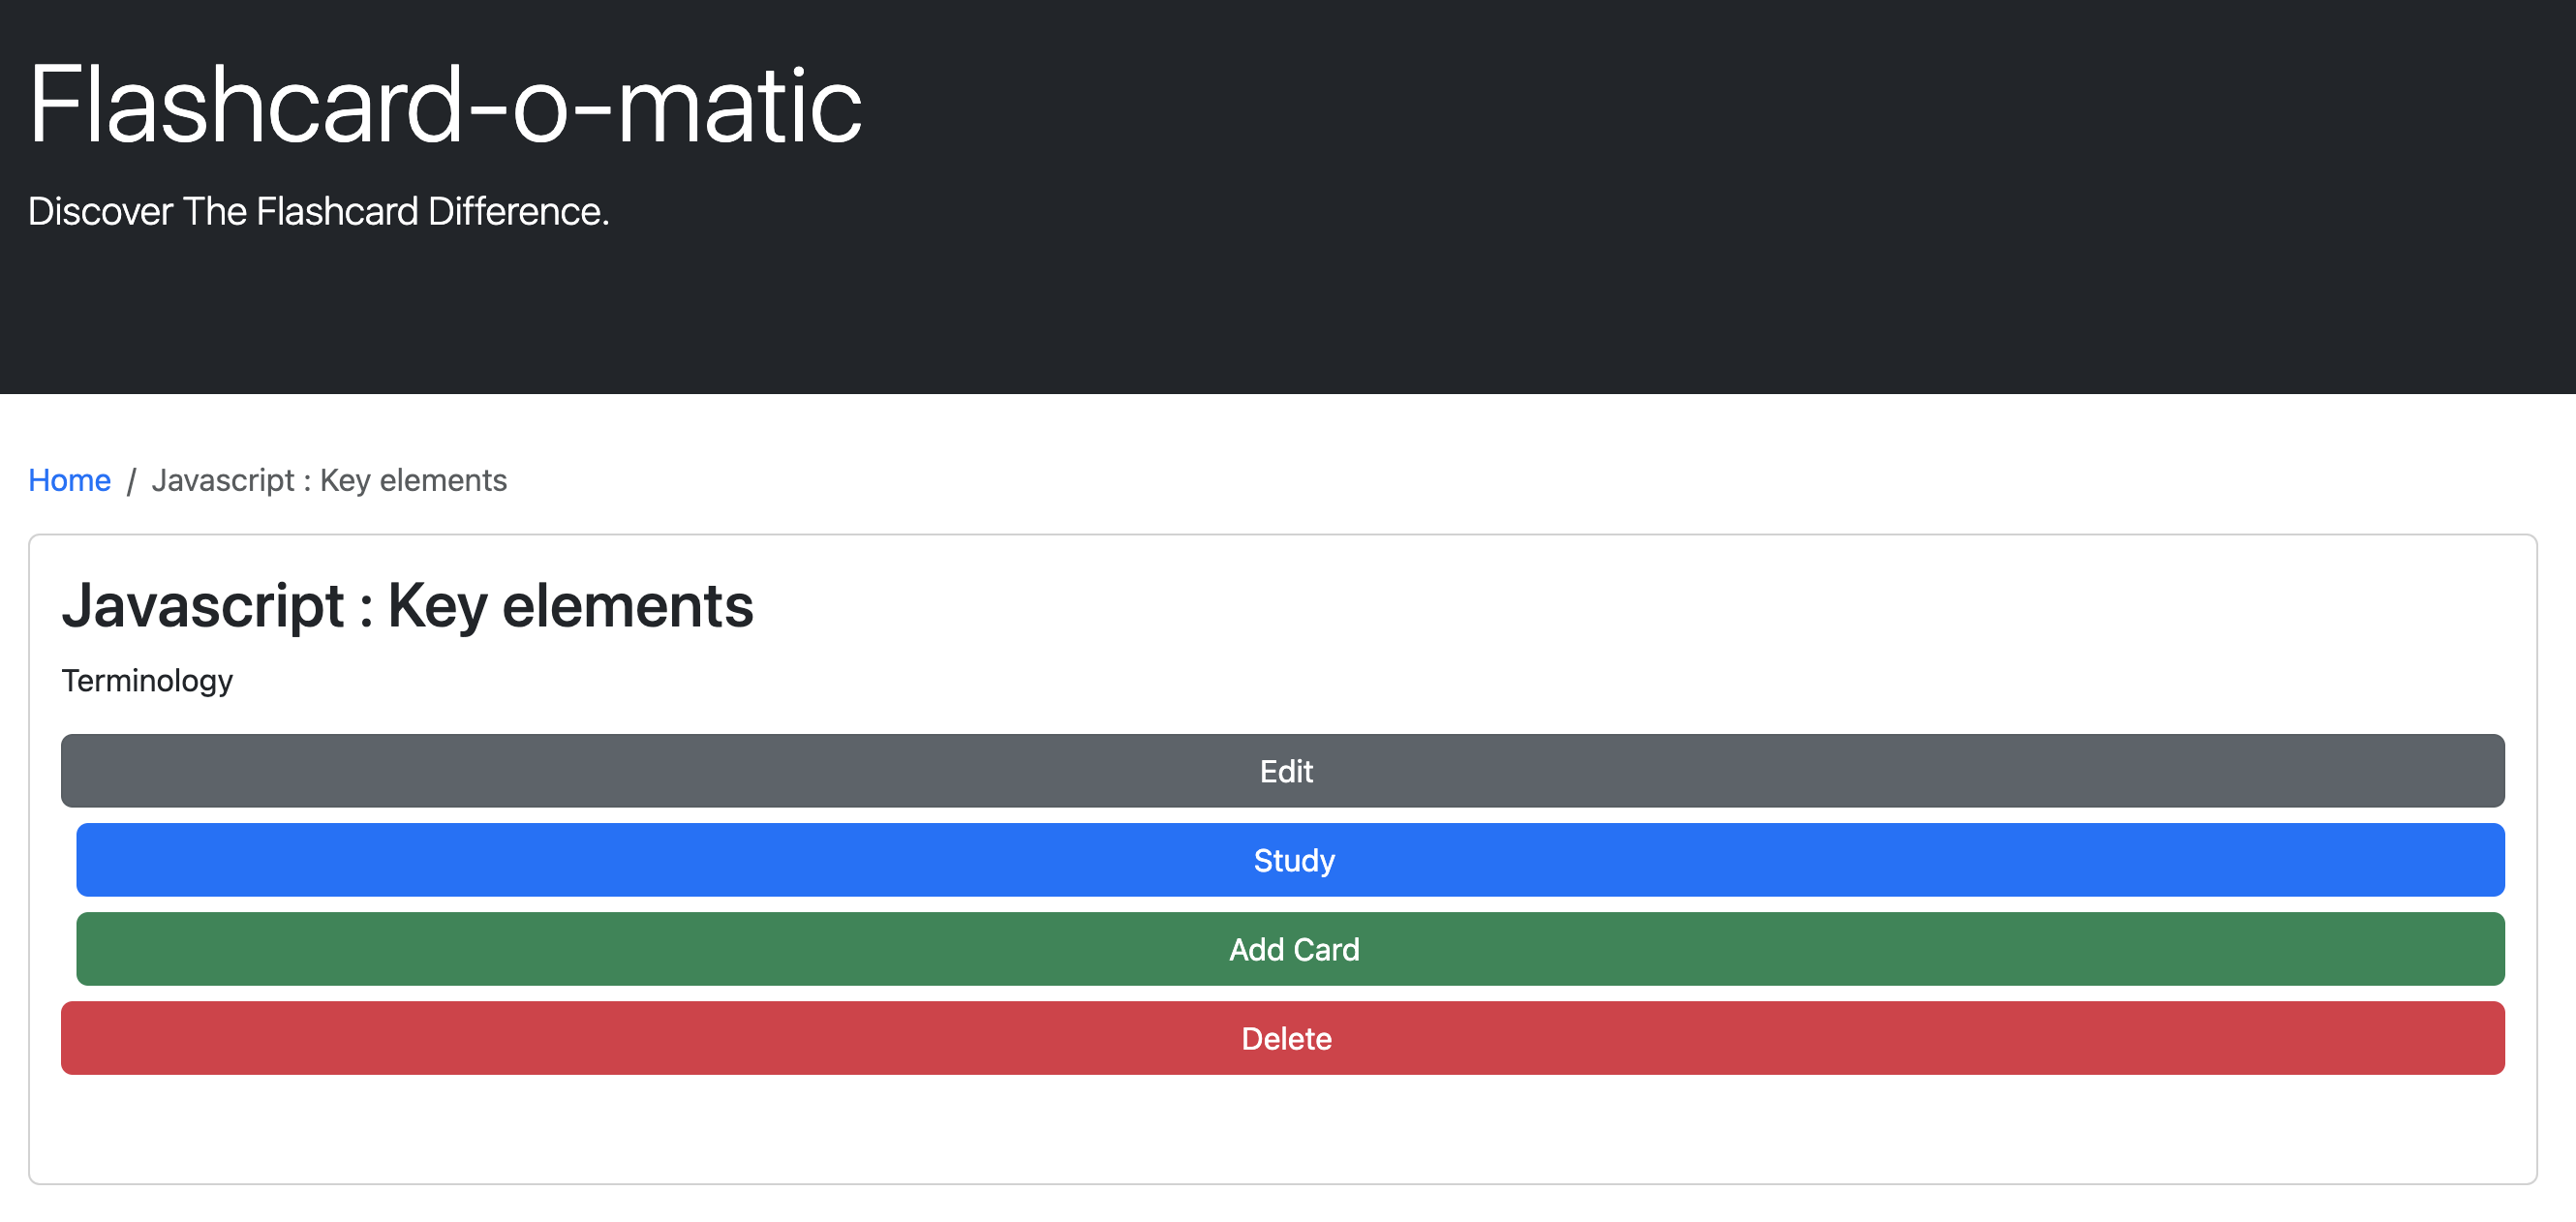 Flashcard-o-matic
Discover The Flashcard Difference.
Home / Javascript : Key elements
Javascript : Key elements
Terminology
Edit
Study
Add Card
Delete